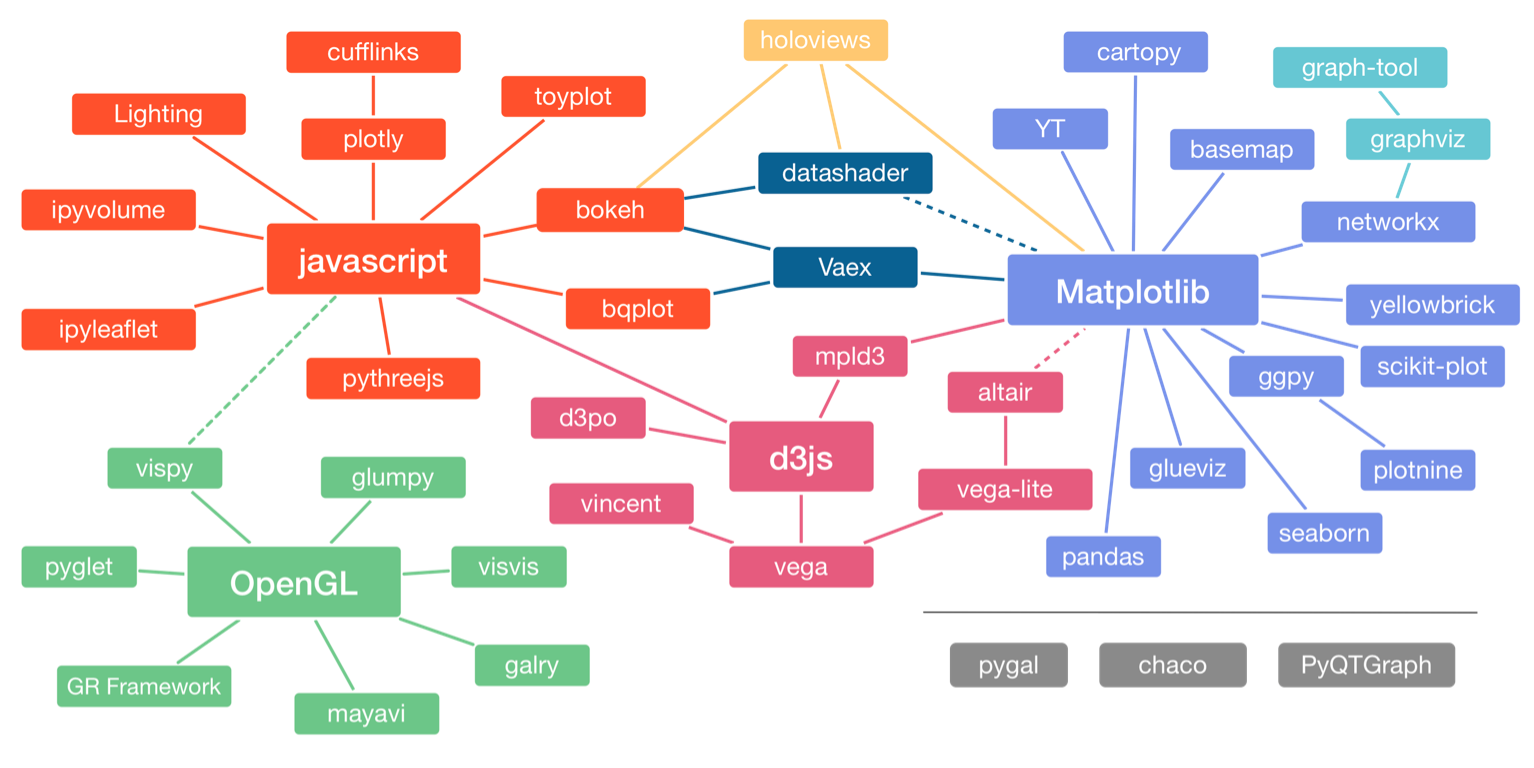 cufflinks
holoviews
cartopy
graph-tool
Lighting
toyplot
plotly
YT
basemap
graphviz
datashader
ipyvolume
bokeh
networkx
javascript
Vaex
Matplotlib
bqplot
yellowbrick
ipyleaflet
mpld3
scikit-plot
pythreejs
altair
ggpy
d3po
d3js
vispy
glumpy
vega-lite
glueviz
plotnine
vincent
seaborn
pyglet
OpenGL
visvis
vega
pandas
GR Framework
galry
pygal
chaco
PyQTGraph
mayavi